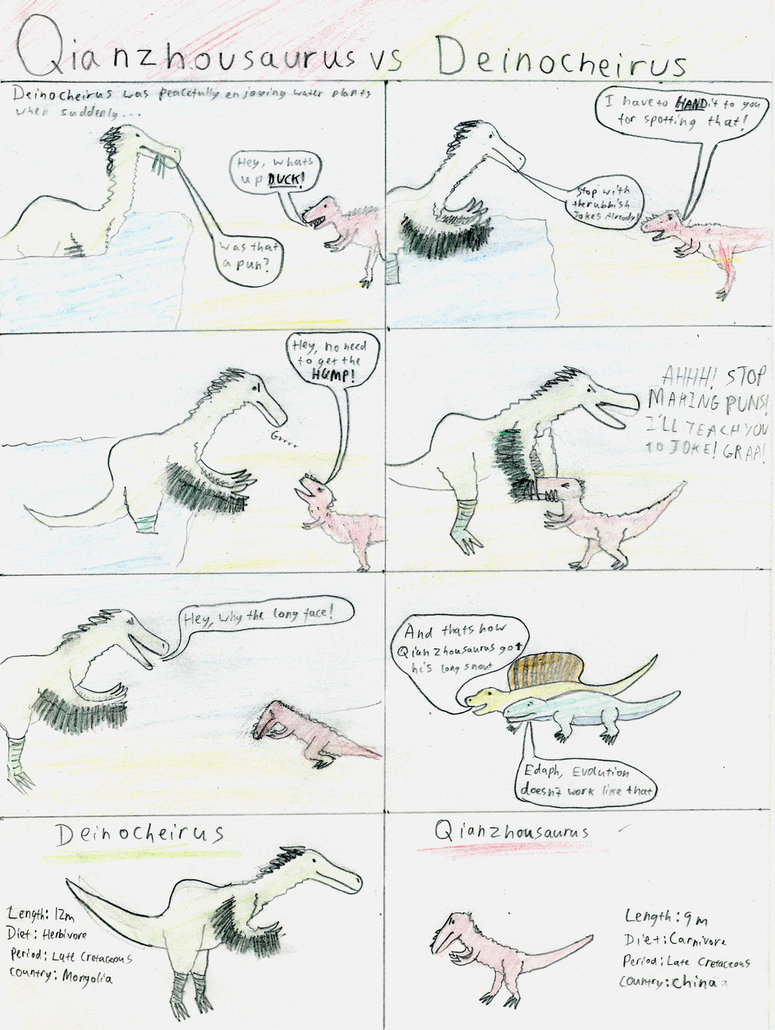 Qianzhousaurus vs Deinocheirus
Deinocheirus was peacefully enjoying water plants
when suddenly...
Hey, whats
up DUCK!
Was that
a pun?
I have to HAND it to you
for spotting that!
Stop with
the rubbish
Jokes Already!
Hey, no need
to get the
HUMP!
Grrrr
AHHH! STOP
MAKING PUNS!
I'LL TEACH YOU
to JOKE! GRAA!
Hey, why the long face!
And thats how
Qianzhousaurus got
his long snout
Edaph, Evolution
doesn't work like that
Deinocheirus
Length: 12m
Diet: Herbivore
Period: Late Cretaceous
Country: Mongolia
Qianzhousaurus
Length: 9m
Diet: Carnivore
Period: Late Cretaceous
Country: China